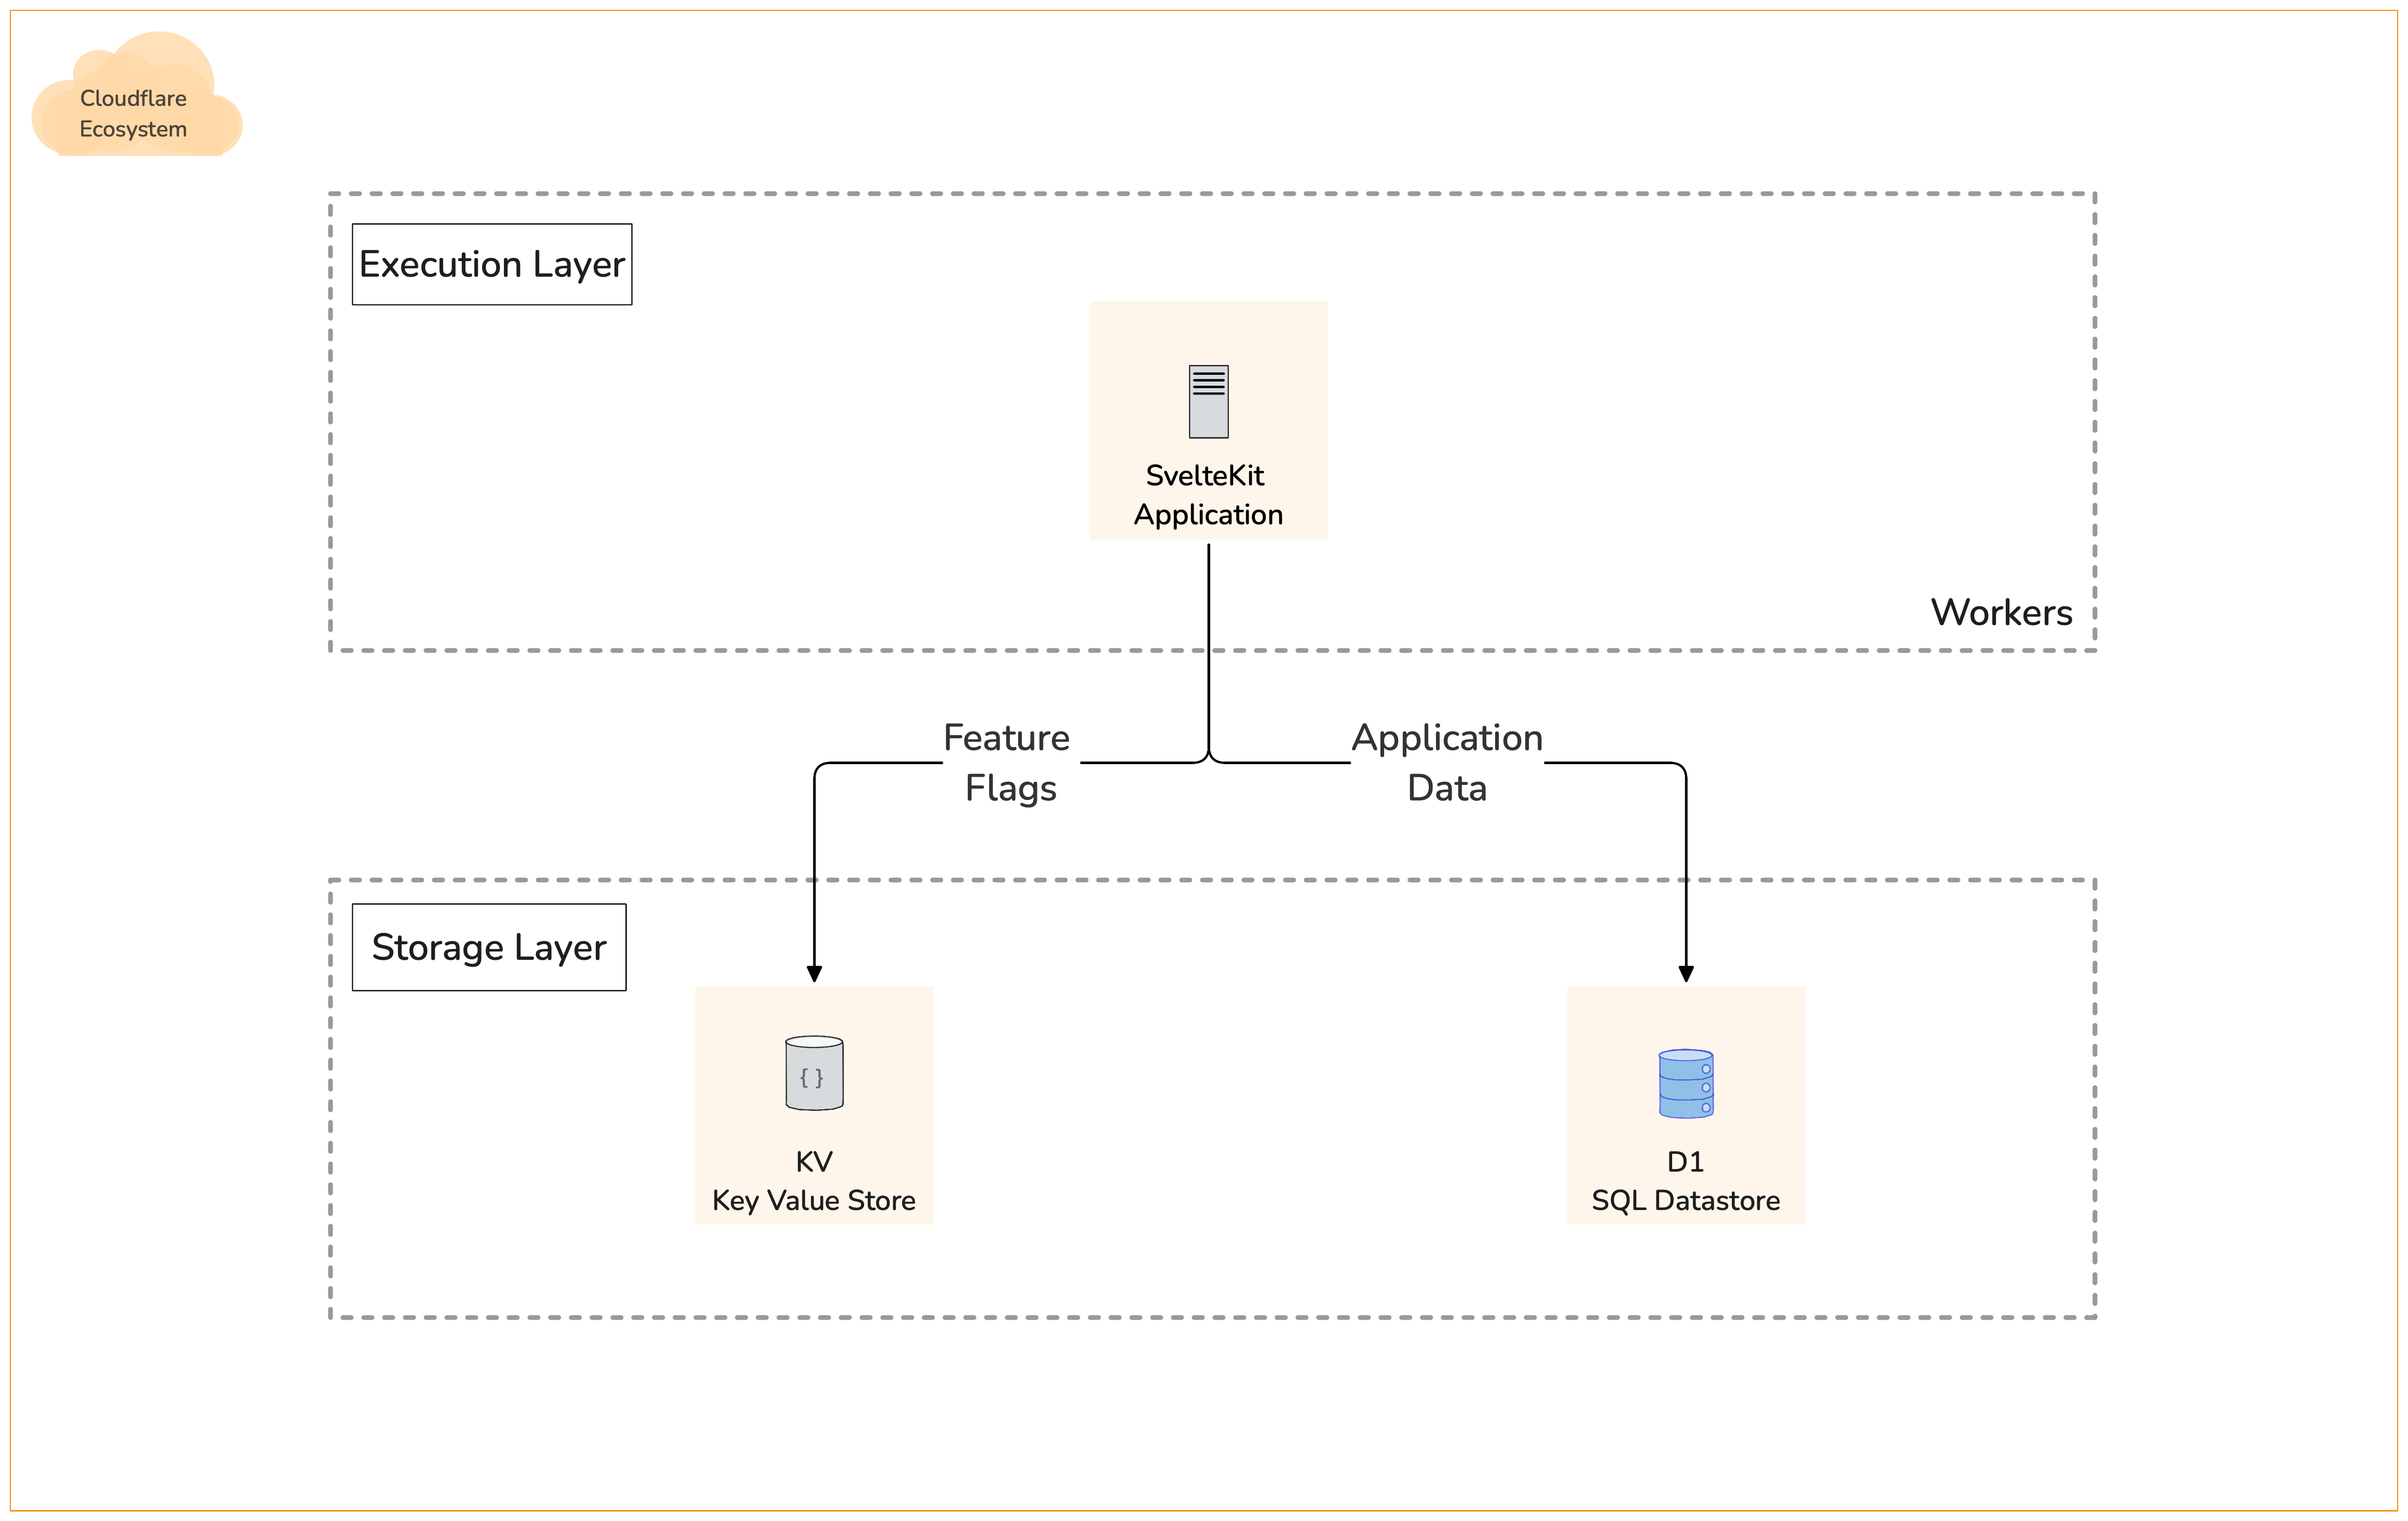 Cloudflare
Ecosystem
Execution Layer
SvelteKit
Application
Workers
Feature
Flags
Application
Data
Storage Layer
{ }
KV
Key Value Store
D1
SQL Datastore